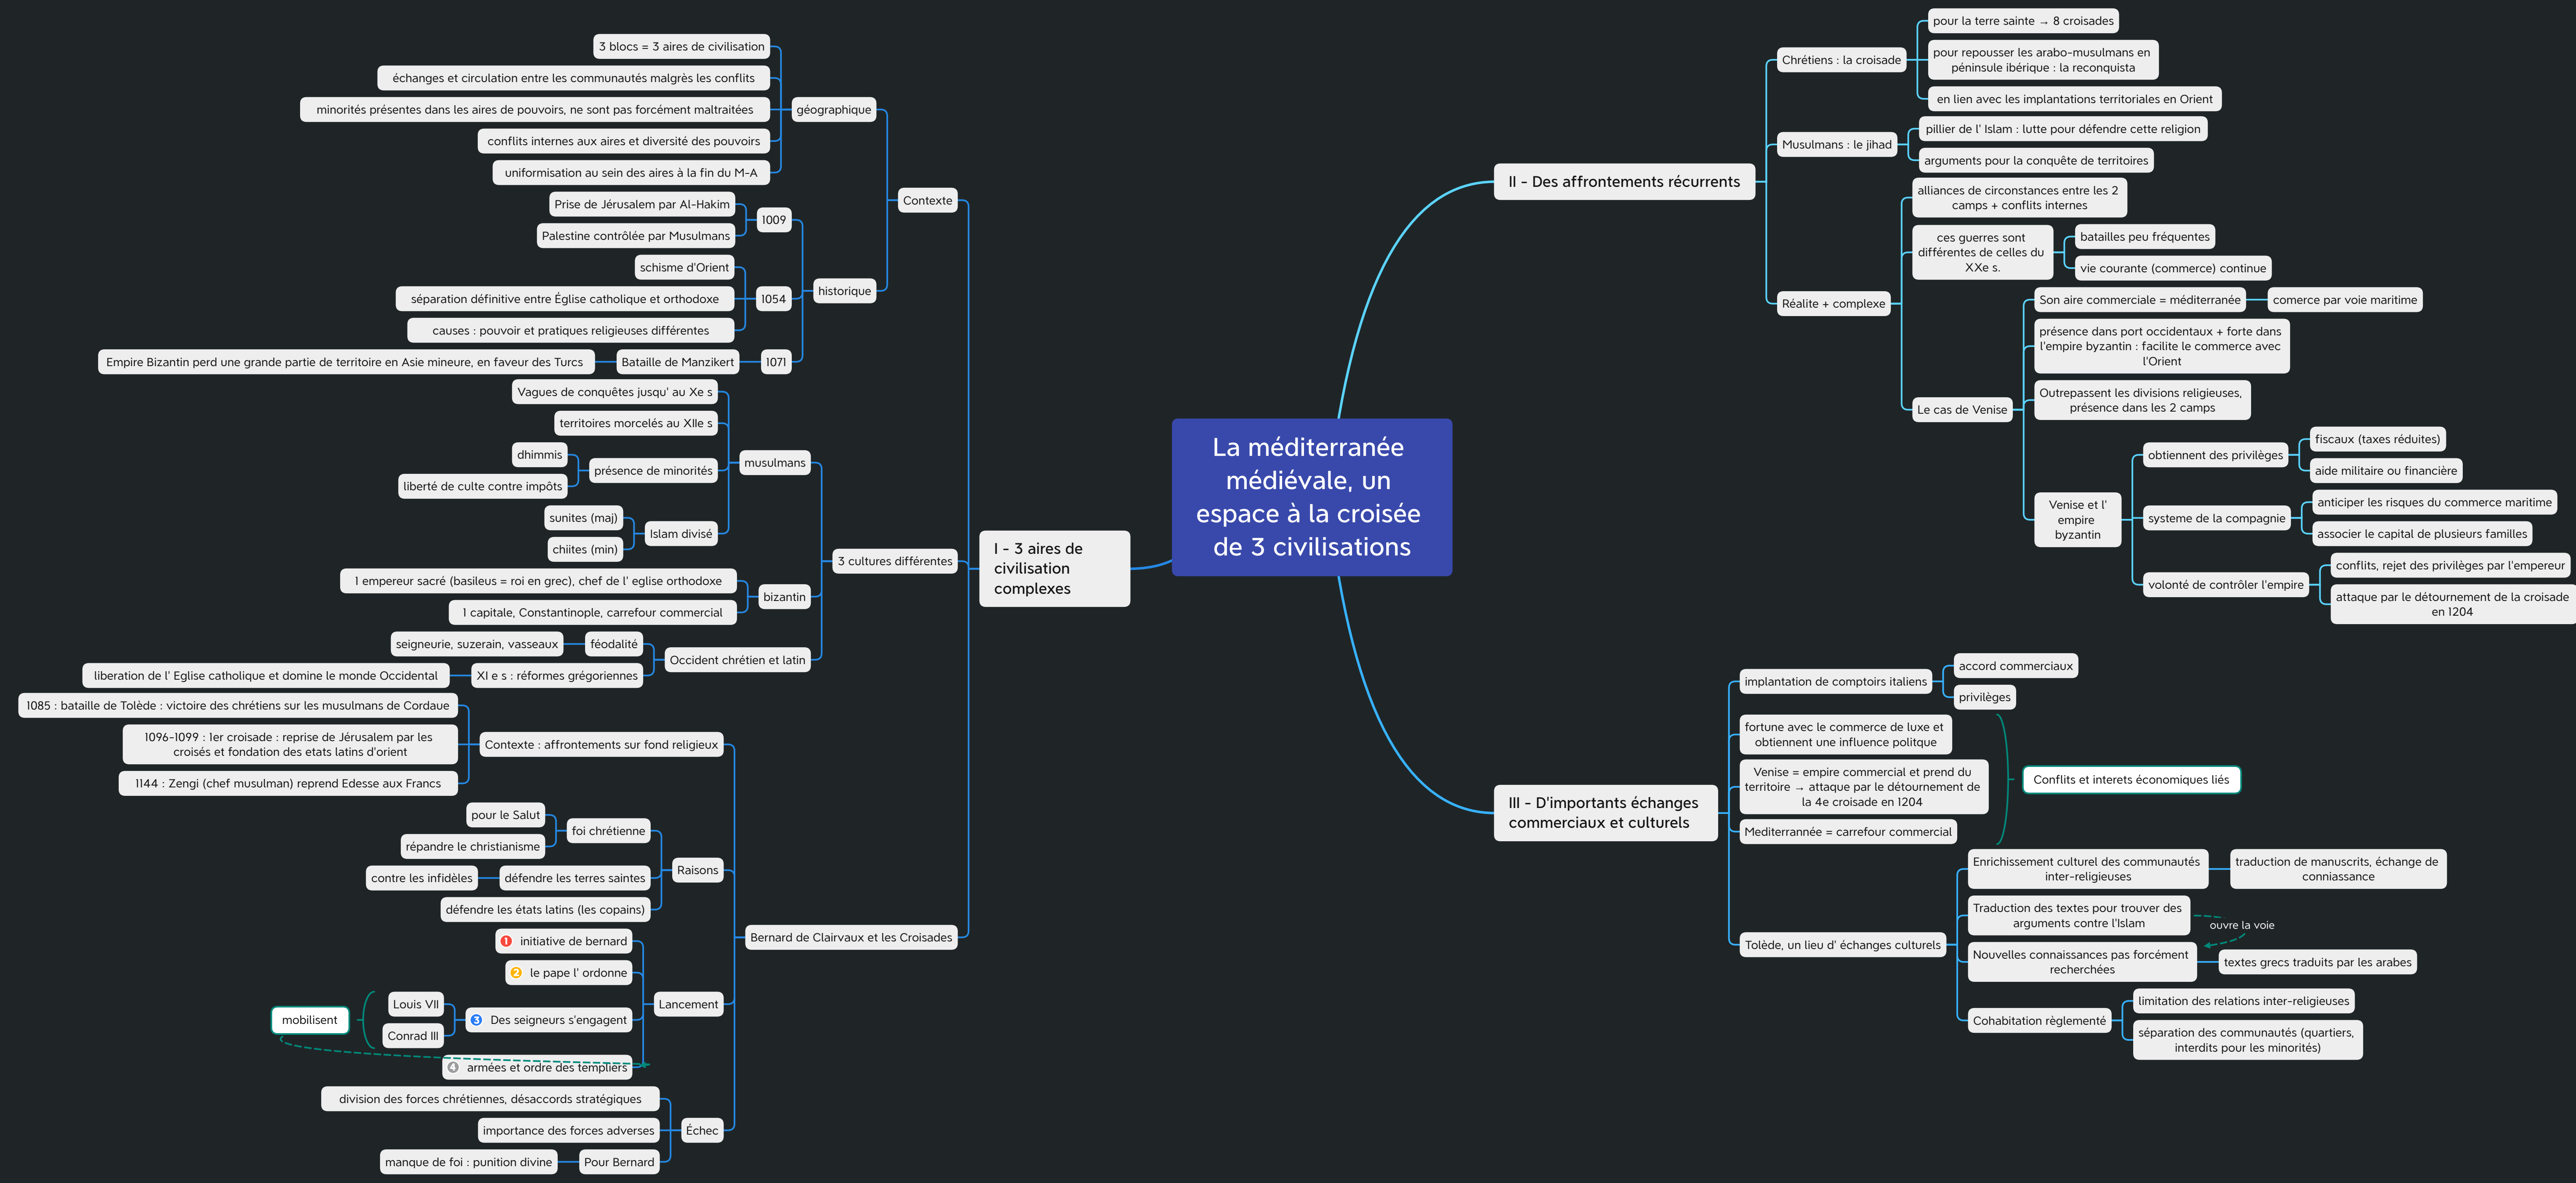 La méditerranée
médiévale, un
espace à la croisée
de 3 civilisations
I - 3 aires de
civilisation
complexes
Contexte
géographique
3 blocs = 3 aires de civilisation
échanges et circulation entre les communautés malgrès les conflits
minorités présentes dans les aires de pouvoirs, ne sont pas forcément maltraitées
conflits internes aux aires et diversité des pouvoirs
uniformisation au sein des aires à la fin du M-A
historique
1009
Prise de Jérusalem par Al-Hakim
Palestine contrôlée par Musulmans
1054
schisme d'Orient
séparation définitive entre Église catholique et orthodoxe
causes : pouvoir et pratiques religieuses différentes
1071
Bataille de Manzikert
Empire Bizantin perd une grande partie de territoire en Asie mineure, en faveur des Turcs
3 cultures différentes
musulmans
Vagues de conquêtes jusqu' au Xe s
territoires morcelés au XIIe s
présence de minorités
dhimmis
liberté de culte contre impôts
Islam divisé
sunites (maj)
chiites (min)
bizantin
1 empereur sacré (basileus = roi en grec), chef de l' eglise orthodoxe
1 capitale, Constantinople, carrefour commercial
Occident chrétien et latin
féodalité
seigneurie, suzerain, vasseaux
XI e s : réformes grégoriennes
liberation de l' Eglise catholique et domine le monde Occidental
Bernard de Clairvaux et les Croisades
Contexte : affrontements sur fond religieux
1085 : bataille de Tolède : victoire des chrétiens sur les musulmans de Cordaue
1096-1099 : 1er croisade : reprise de Jérusalem par les
croisés et fondation des etats latins d'orient
1144 : Zengi (chef musulman) reprend Edesse aux Francs
Raisons
foi chrétienne
pour le Salut
répandre le christianisme
défendre les terres saintes
contre les infidèles
défendre les états latins (les copains)
Lancement
1 initiative de bernard
2 le pape l' ordonne
3 Des seigneurs s'engagent
Louis VII
Conrad III
mobilisent
4 armées et ordre des templiers
Échec
division des forces chrétiennes, désaccords stratégiques
importance des forces adverses
Pour Bernard
manque de foi : punition divine
II - Des affrontements récurrents
Chrétiens : la croisade
pour la terre sainte → 8 croisades
pour repousser les arabo-musulmans en
péninsule ibérique : la reconquista
en lien avec les implantations territoriales en Orient
Musulmans : le jihad
pillier de l' Islam : lutte pour défendre cette religion
arguments pour la conquête de territoires
Réalite + complexe
alliances de circonstances entre les 2
camps + conflits internes
ces guerres sont
différentes de celles du
XXe s.
batailles peu fréquentes
vie courante (commerce) continue
Le cas de Venise
Son aire commerciale = méditerranée
comerce par voie maritime
présence dans port occidentaux + forte dans
l'empire byzantin : facilite le commerce avec
l'Orient
Outrepassent les divisions religieuses,
présence dans les 2 camps
Venise et l'
empire
byzantin
obtiennent des privilèges
fiscaux (taxes réduites)
aide militaire ou financière
systeme de la compagnie
anticiper les risques du commerce maritime
associer le capital de plusieurs familles
volonté de contrôler l'empire
conflits, rejet des privilèges par l'empereur
attaque par le détournement de la croisade
en 1204
III - D'importants échanges
commerciaux et culturels
implantation de comptoirs italiens
accord commerciaux
privilèges
fortune avec le commerce de luxe et
obtiennent une influence politque
Venise = empire commercial et prend du
territoire → attaque par le détournement de
la 4e croisade en 1204
Mediterrannée = carrefour commercial
Conflits et interets économiques liés
Tolède, un lieu d' échanges culturels
Enrichissement culturel des communautés
inter-religieuses
traduction de manuscrits, échange de
conniassance
Traduction des textes pour trouver des
arguments contre l'Islam
ouvre la voie
Nouvelles connaissances pas forcément
recherchées
textes grecs traduits par les arabes
Cohabitation règlementé
limitation des relations inter-religieuses
séparation des communautés (quartiers,
interdits pour les minorités)